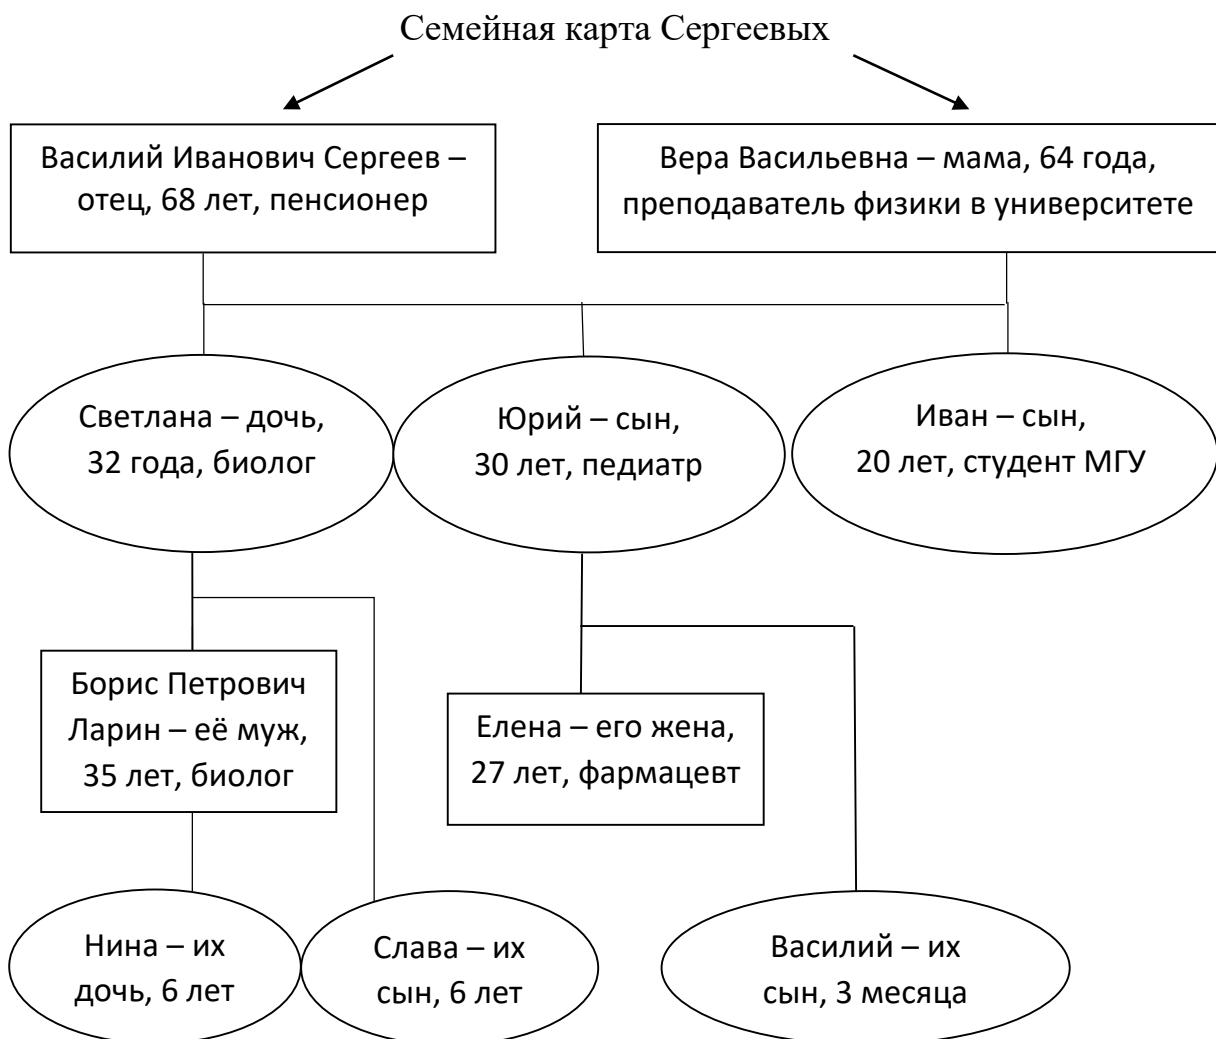 Семейная карта Сергеевых
Василий Иванович Сергеев –
отец, 68 лет, пенсионер
Вера Васильевна – мама, 64 года,
преподаватель физики в университете
Светлана – дочь,
32 года, биолог
Юрий – сын,
30 лет, педиатр
Иван – сын,
20 лет, студент МГУ
Борис Петрович
Ларин – её муж,
35 лет, биолог
Елена – его жена,
27 лет, фармацевт
Нина – их
дочь, 6 лет
Слава – их
сын, 6 лет
Василий – их
сын, 3 месяца